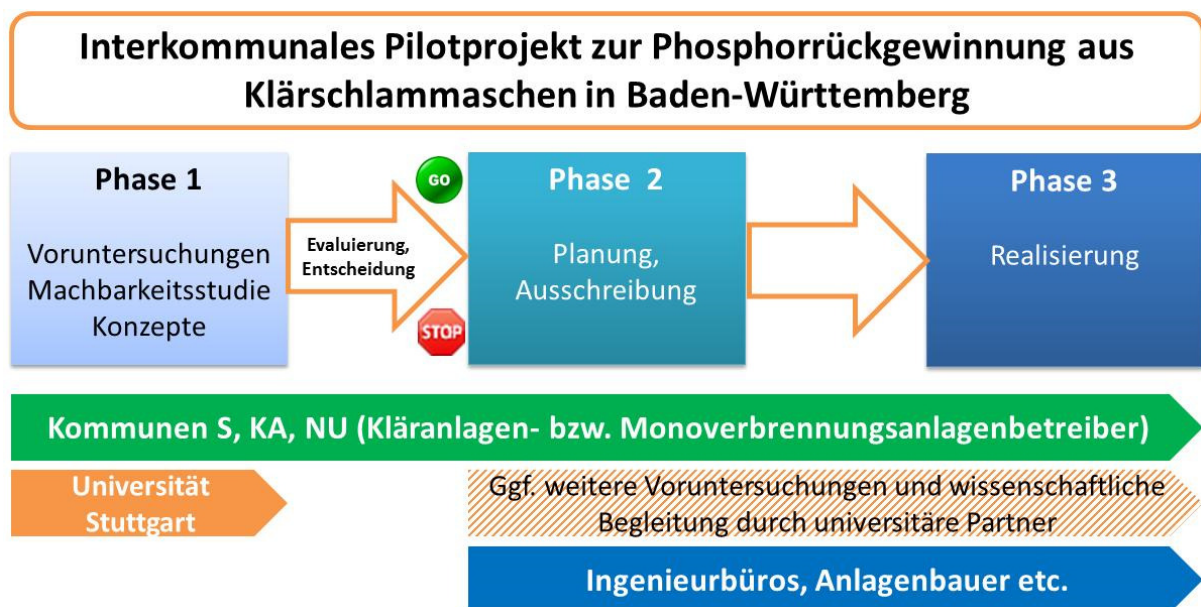 Interkommunales Pilotprojekt zur Phosphorrückgewinnung aus
Klärschlammaschen in Baden-Württemberg
Phase 1
Voruntersuchungen
Machbarkeitsstudie
Konzepte
Evaluierung,
Entscheidung
GO
STOP
Phase 2
Planung,
Ausschreibung
Phase 3
Realisierung
Kommunen S, KA, NU (Kläranlagen- bzw. Monoverbrennungsanlagenbetreiber)
Universität
Stuttgart
Ggf. weitere Voruntersuchungen und wissenschaftliche
Begleitung durch universitäre Partner
Ingenieurbüros, Anlagenbauer etc.